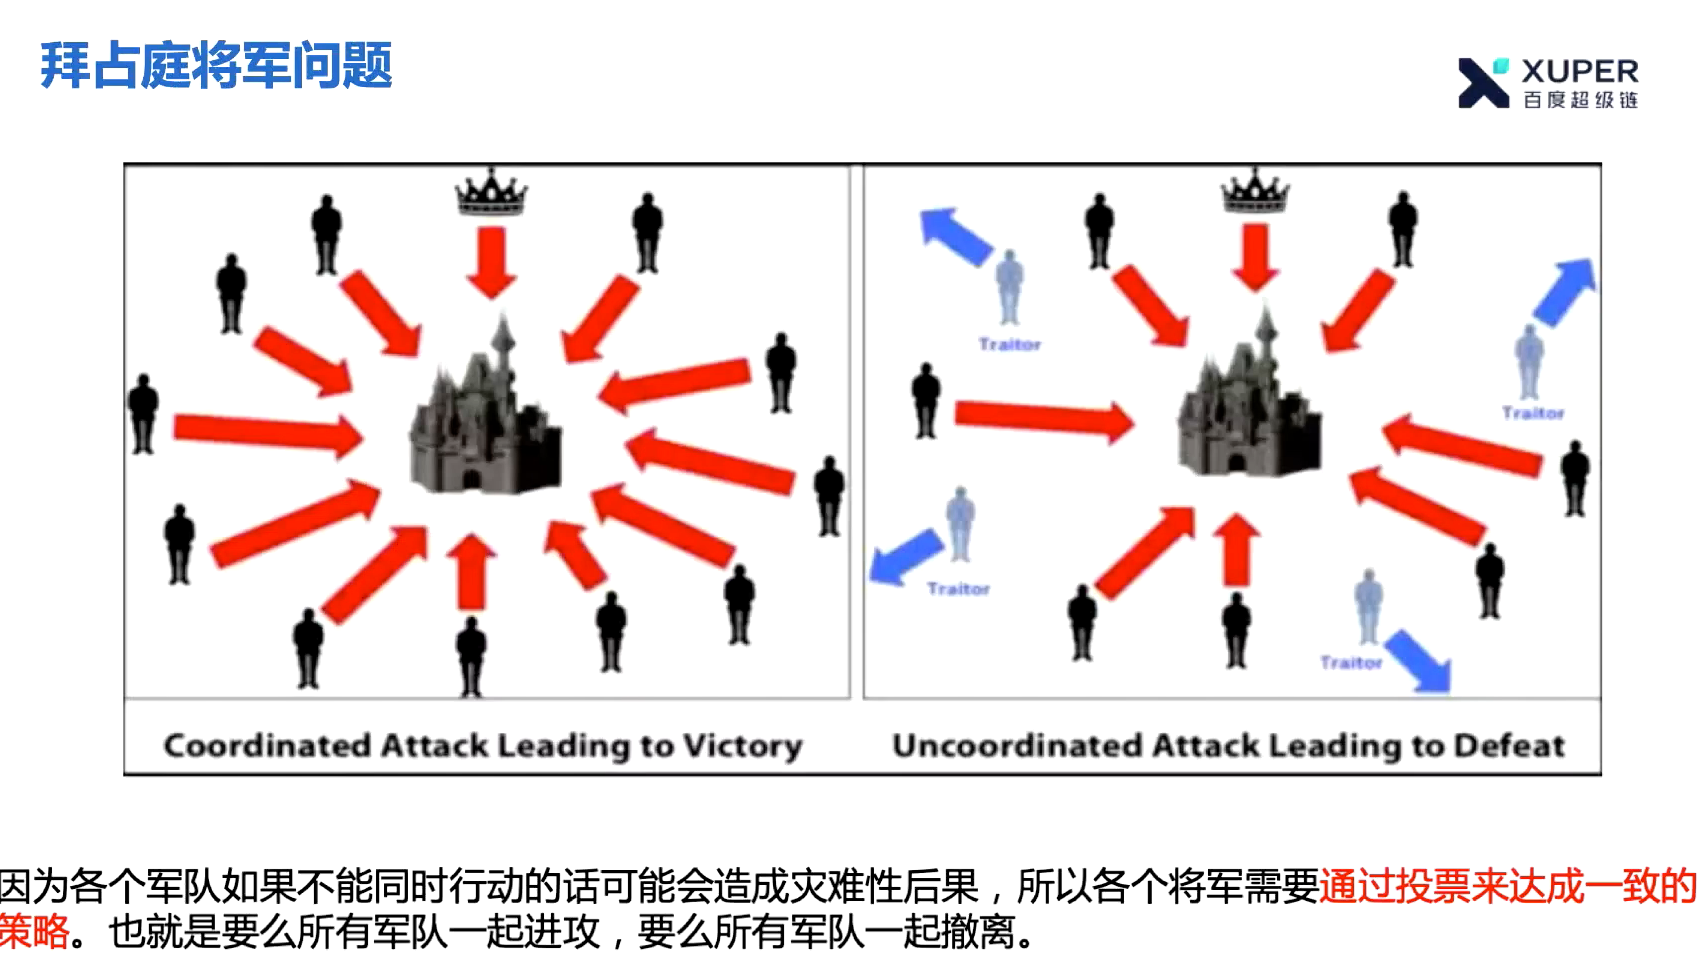 拜占庭将军问题
XUPER
百度超级链
Traitor
Traitor
Traitor
Traitor
Coordinated Attack Leading to Victory
Uncoordinated Attack Leading to Defeat
因为各个军队如果不能同时行动的话可能会造成灾难性后果，所以各个将军需要通过投票来达成一致的
策略。也就是要么所有军队一起进攻，要么所有军队一起撤离。